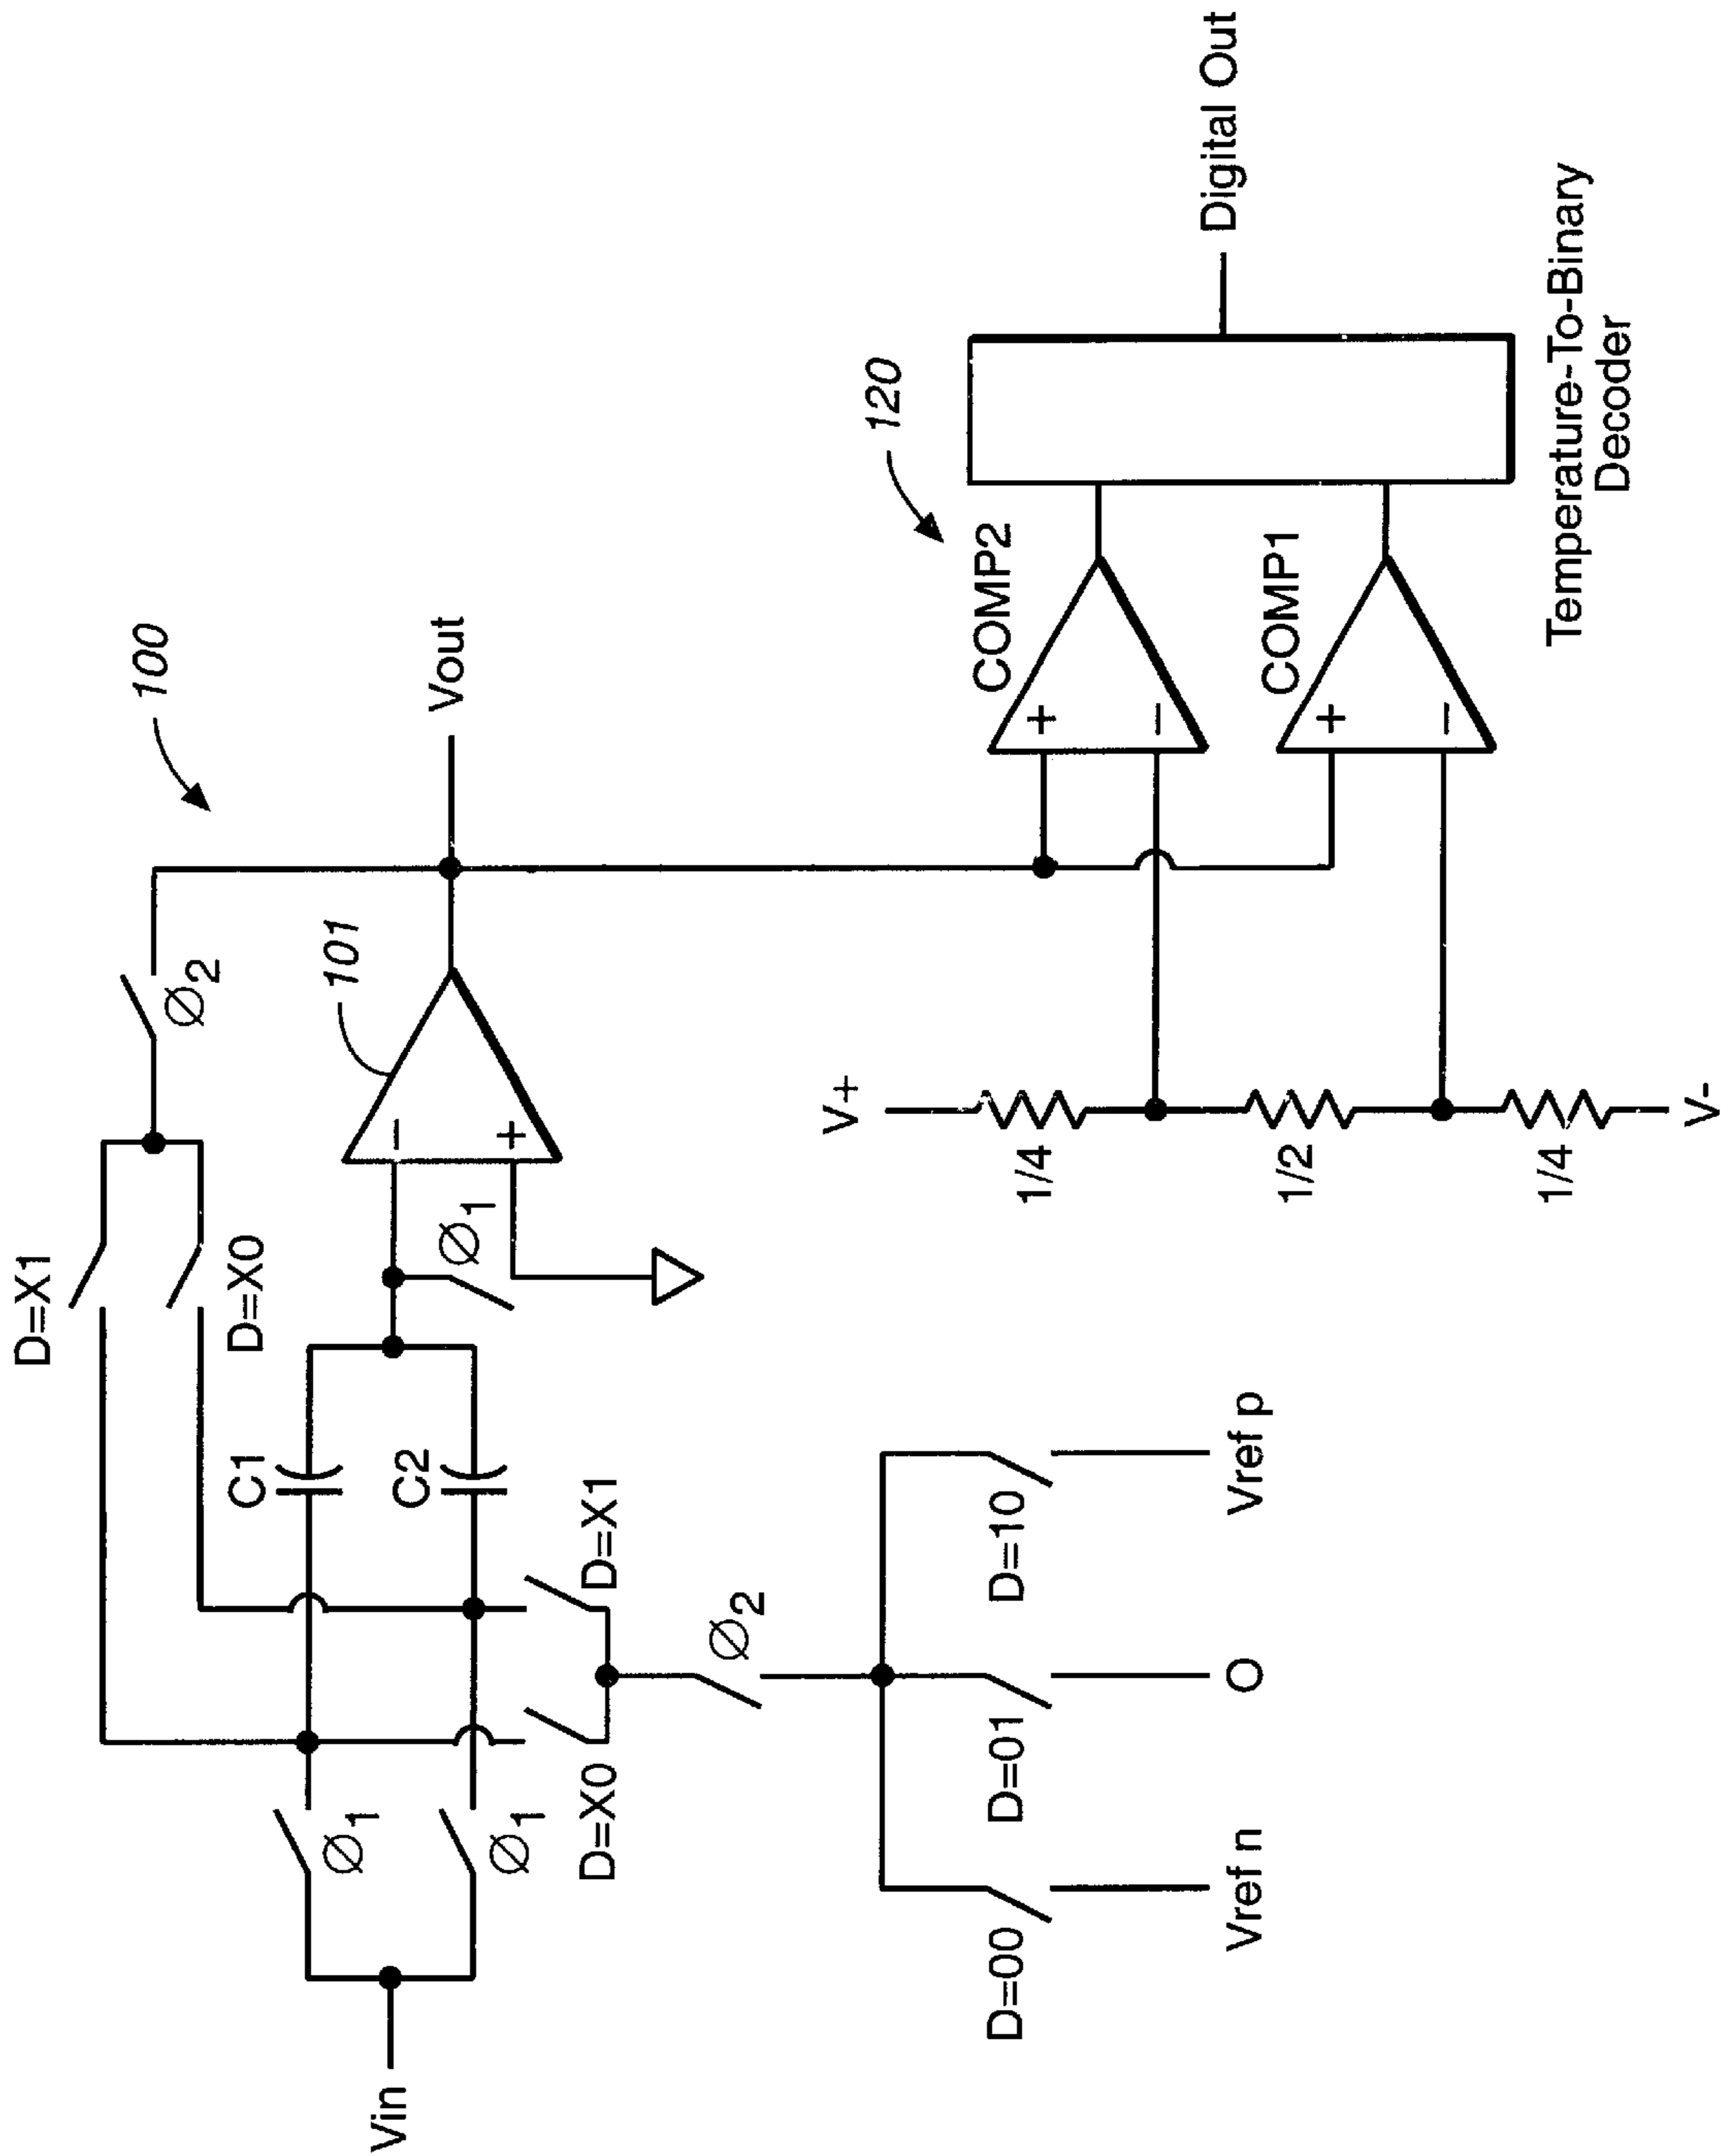 D=X1
D=X0
Ø2
100
Vin
Ø1
Ø1
C1
C2
Ø1
101
−
+
Vout
D=X0
D=X1
Ø2
D=00
D=01
D=10
Vref n
O
Vref p
V+
1/4
1/2
1/4
V-
COMP2
+
−
COMP1
+
−
120
Digital Out
Temperature-To-Binary
Decoder